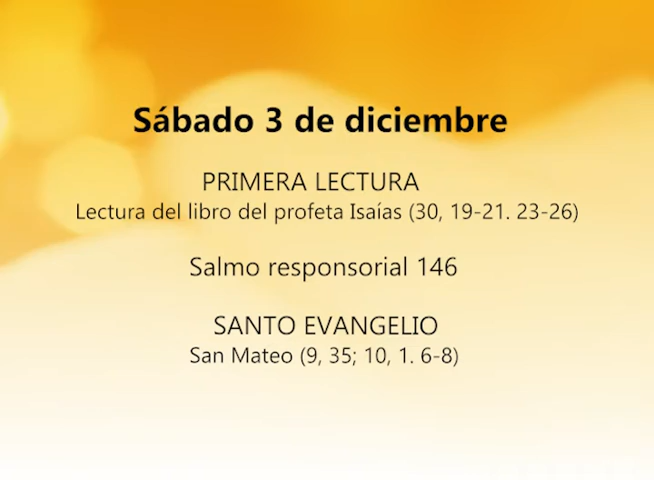 Sábado 3 de diciembre
PRIMERA LECTURA
Lectura del libro del profeta Isaías (30, 19-21. 23-26)
Salmo responsorial 146
SANTO EVANGELIO
San Mateo (9, 35; 10, 1. 6-8)